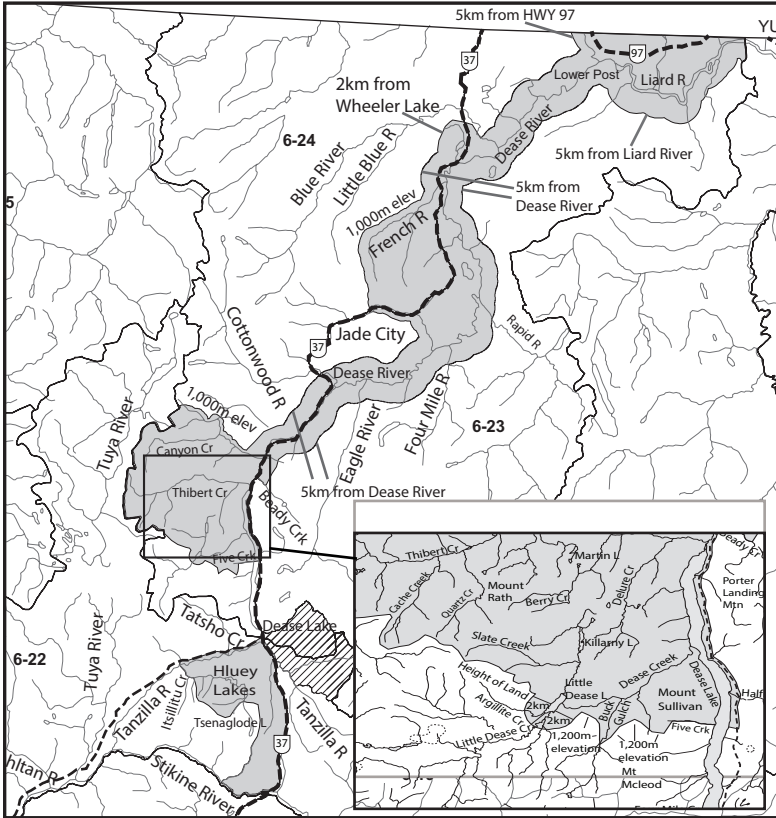 5km from HWY 97
YU
37
97
Lower Post
Liard R
2km from
Wheeler Lake
6-24
Blue River
Little Blue R
Dease River
5km from Liard River
5
5km from
Dease River
1,000m elev
French R
Cottonwood R
Jade City
37
Rapid R
Dease River
1,000m elev
Tuya River
Four Mile R
6-23
Eagle River
Canyon Cr
Thibert Cr
5km from Dease River
Beady Crk
Five Crk
Tatsho Cr
Dease Lake
6-22
Tuya River
Hluey
Lakes
Tanzilla R
Itsillitu Cr
Tsenaglode L
Tanzilla R
37
hltan R
Stikine River
Thibert Cr
Martin L
Beady Cr
Cache Creek
Quartz Cr
Mount
Rath
Berry Cr
Delure Cr
Porter
Landing
Mtn
Slate Creek
Killarny L
Height of Land
Little
Dease L
Dease Creek
Dease Lake
Argillite Cr
2km
Buck
Gulch
Mount
Sullivan
Half
Little Dease Cr
2km
1,200m
elevation
Five Crk
1,200m
elevation
Mt
Mcleod